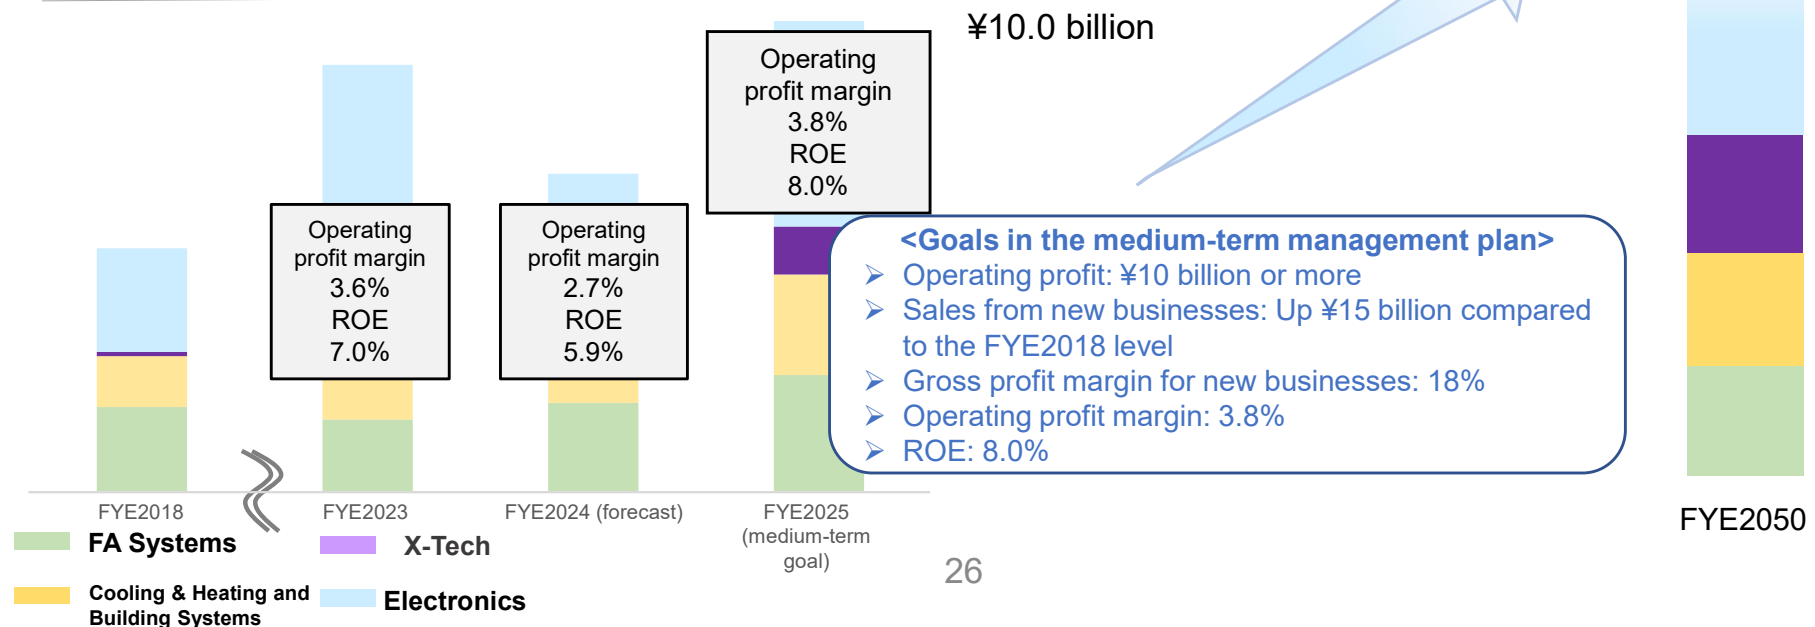 ¥10.0 billion
Operating
profit margin
3.8%
ROE
8.0%
Operating
profit margin
3.6%
ROE
7.0%
Operating
profit margin
2.7%
ROE
5.9%
<Goals in the medium-term management plan>
➢ Operating profit: ¥10 billion or more
➢ Sales from new businesses: Up ¥15 billion compared
to the FYE2018 level
➢ Gross profit margin for new businesses: 18%
➢ Operating profit margin: 3.8%
➢ ROE: 8.0%
FYE2018
FYE2023
FYE2024 (forecast)
FYE2025
(medium-term
goal)
FYE2050
FA Systems
X-Tech
Cooling & Heating and
Building Systems
Electronics
26